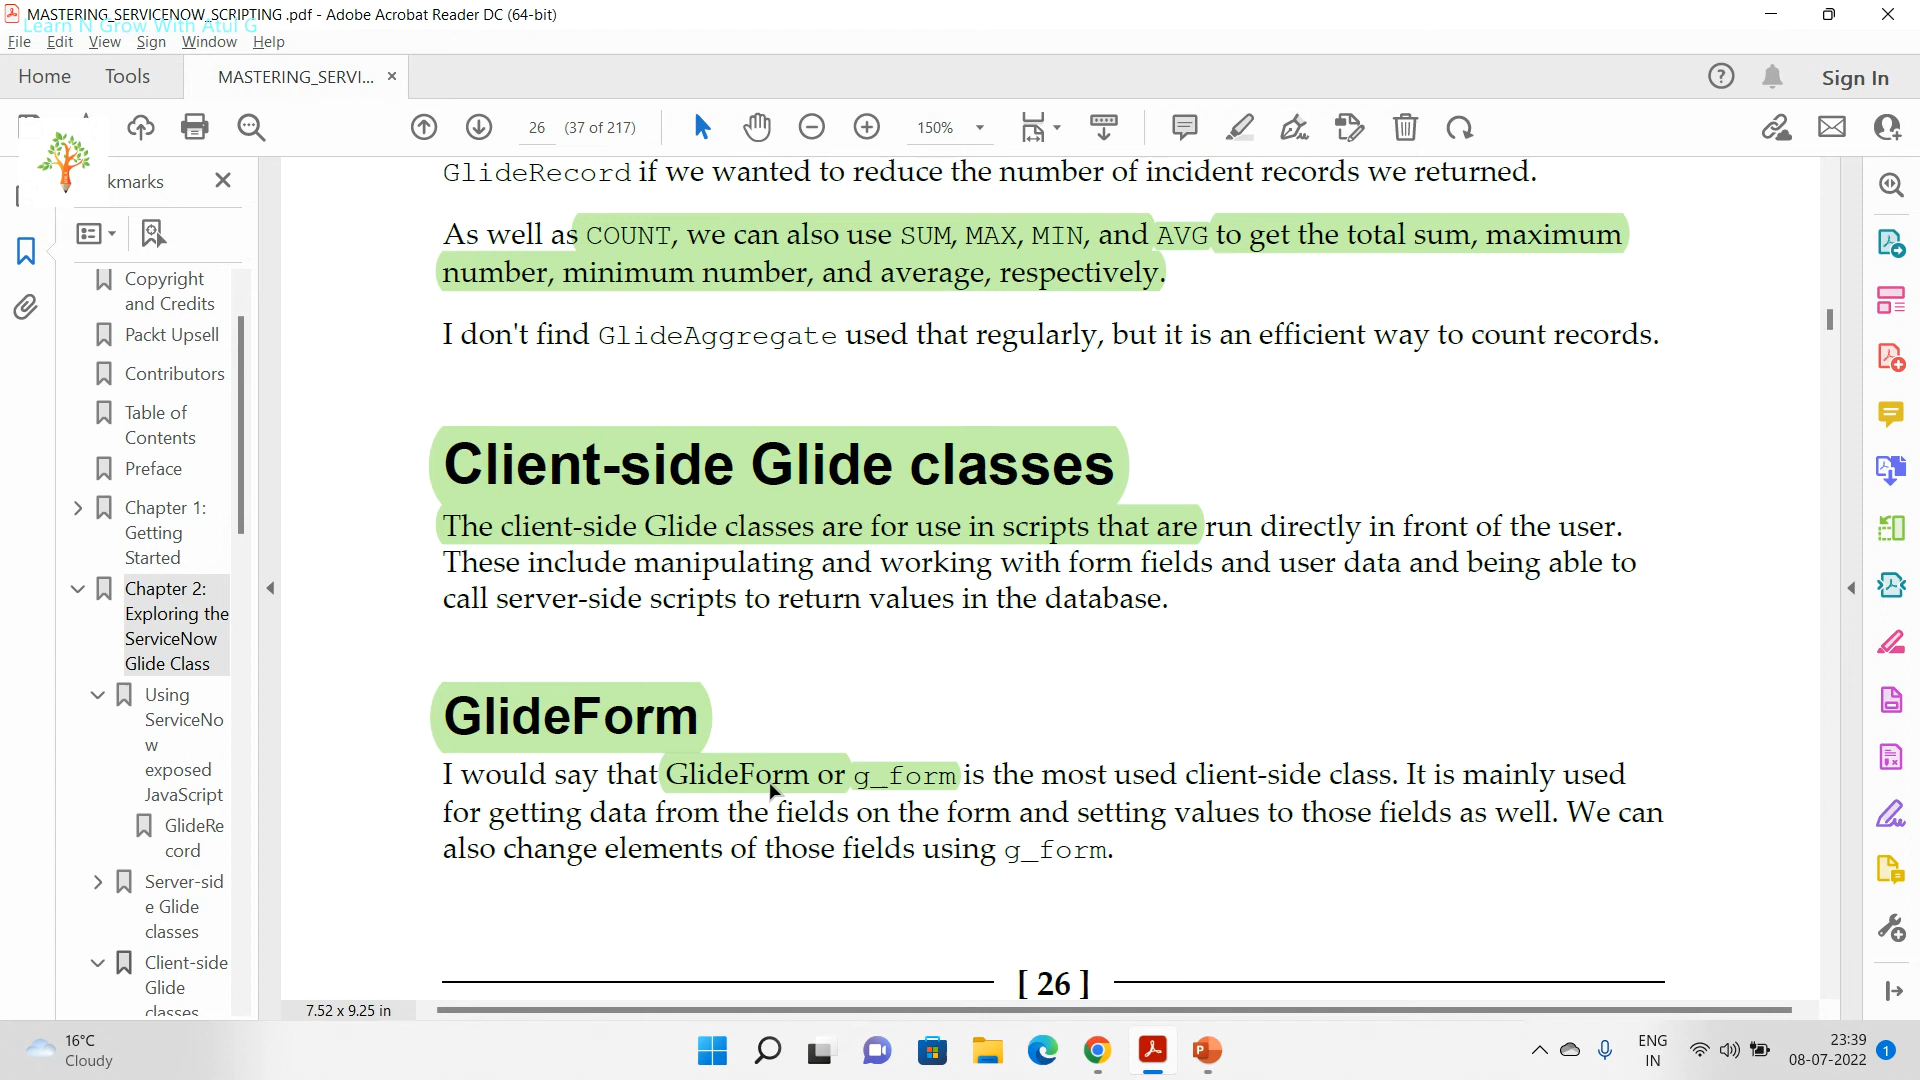 MASTERING_SERVICENOW_SCRIPTING .pdf - Adobe Acrobat Reader DC (64-bit)
Learn N Grow With Atul G
File Edit View Sign Window Help
Home Tools MASTERING_SERVI... × Sign In
26 (37 of 217) 150%
kmarks
Copyright
and Credits
Packt Upsell
Contributors
Table of
Contents
Preface
Chapter 1:
Getting
Started
Chapter 2:
Exploring the
ServiceNow
Glide Class
Using
ServiceNo
w
exposed
JavaScript
GlideRe
cord
Server-sid
e Glide
classes
Client-side
Glide
classes
GlideRecord if we wanted to reduce the number of incident records we returned.
As well as COUNT, we can also use SUM, MAX, MIN, and AVG to get the total sum, maximum
number, minimum number, and average, respectively.
I don't find GlideAggregate used that regularly, but it is an efficient way to count records.
Client-side Glide classes
The client-side Glide classes are for use in scripts that are run directly in front of the user.
These include manipulating and working with form fields and user data and being able to
call server-side scripts to return values in the database.
GlideForm
I would say that GlideForm or g_form is the most used client-side class. It is mainly used
for getting data from the fields on the form and setting values to those fields as well. We can
also change elements of those fields using g_form.
[ 26 ]
7.52 x 9.25 in
16°C
Cloudy
ENG
IN
23:39
08-07-2022
1